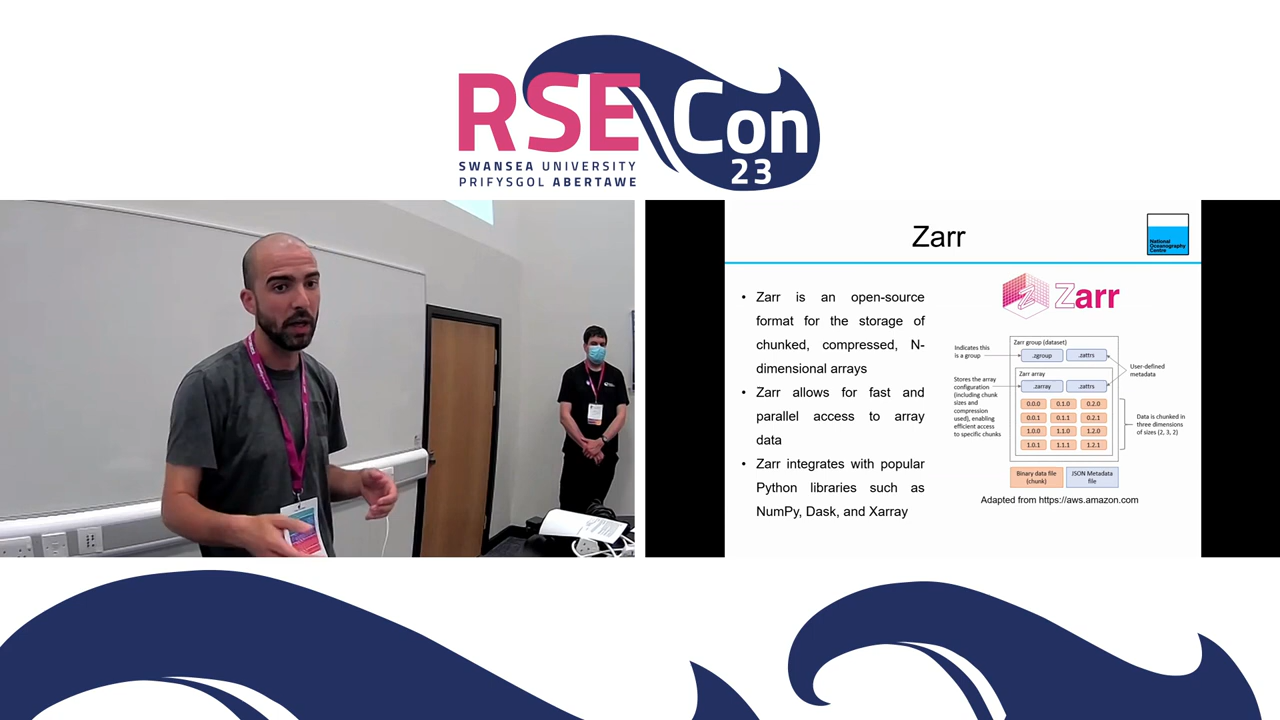 RSE Con
SWANSEA UNIVERSITY
PRIFYSGOL ABERTAWE
23
Zarr
National
Oceanography
Centre
• Zarr is an open-source
format for the storage of
chunked, compressed, N-
dimensional arrays
• Zarr allows for fast and
parallel access to array
data
• Zarr integrates with popular
Python libraries such as
NumPy, Dask, and Xarray
Zarr
Zarr group (dataset)
Indicates this
is a group
.zgroup
.zattrs
User-defined
metadata
Zarr array
Stores the array
configuration
(including chunk
sizes and
compression
used), enabling
efficient access
to specific chunks
.zarray
.zattrs
0.0.0 0.1.0 0.2.0
0.0.1 0.1.1 0.2.1
1.0.0 1.1.0 1.2.0
1.0.1 1.1.1 1.2.1
Data is chunked in
three dimensions
of sizes (2, 3, 2)
Binary data file
(chunk)
JSON Metadata
file
Adapted from https://aws.amazon.com